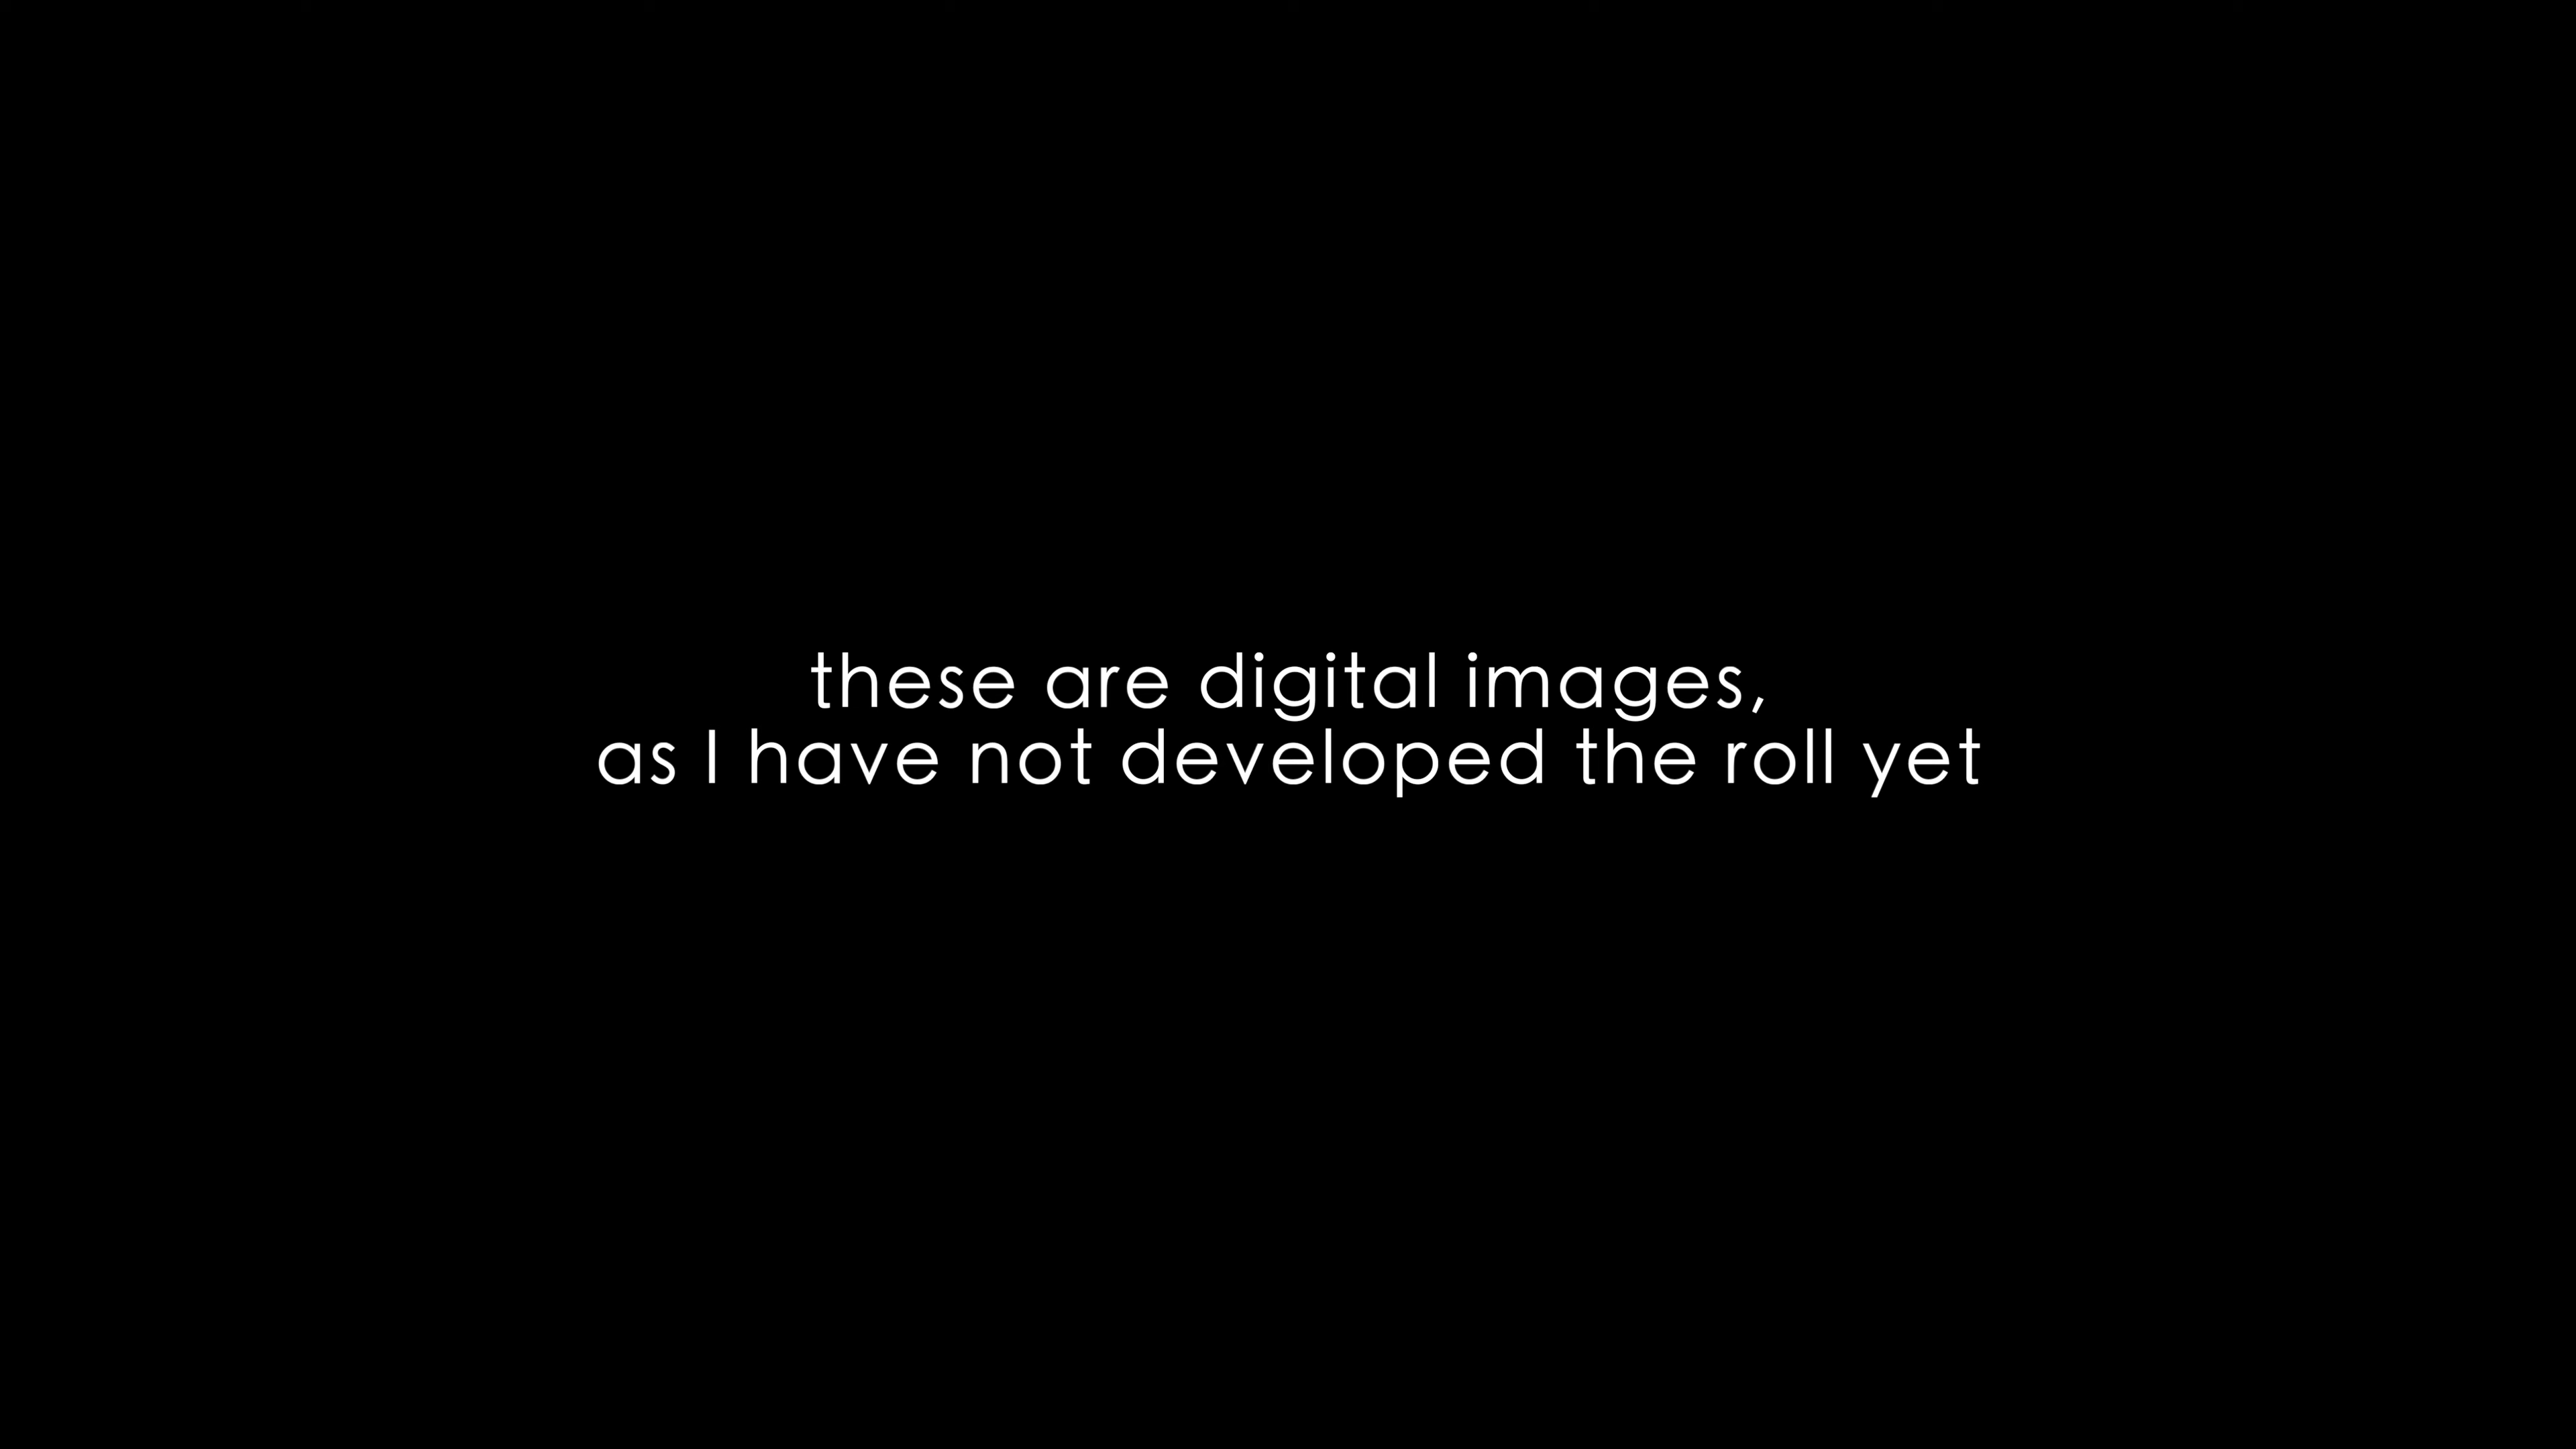 these are digital images,
as I have not developed the roll yet